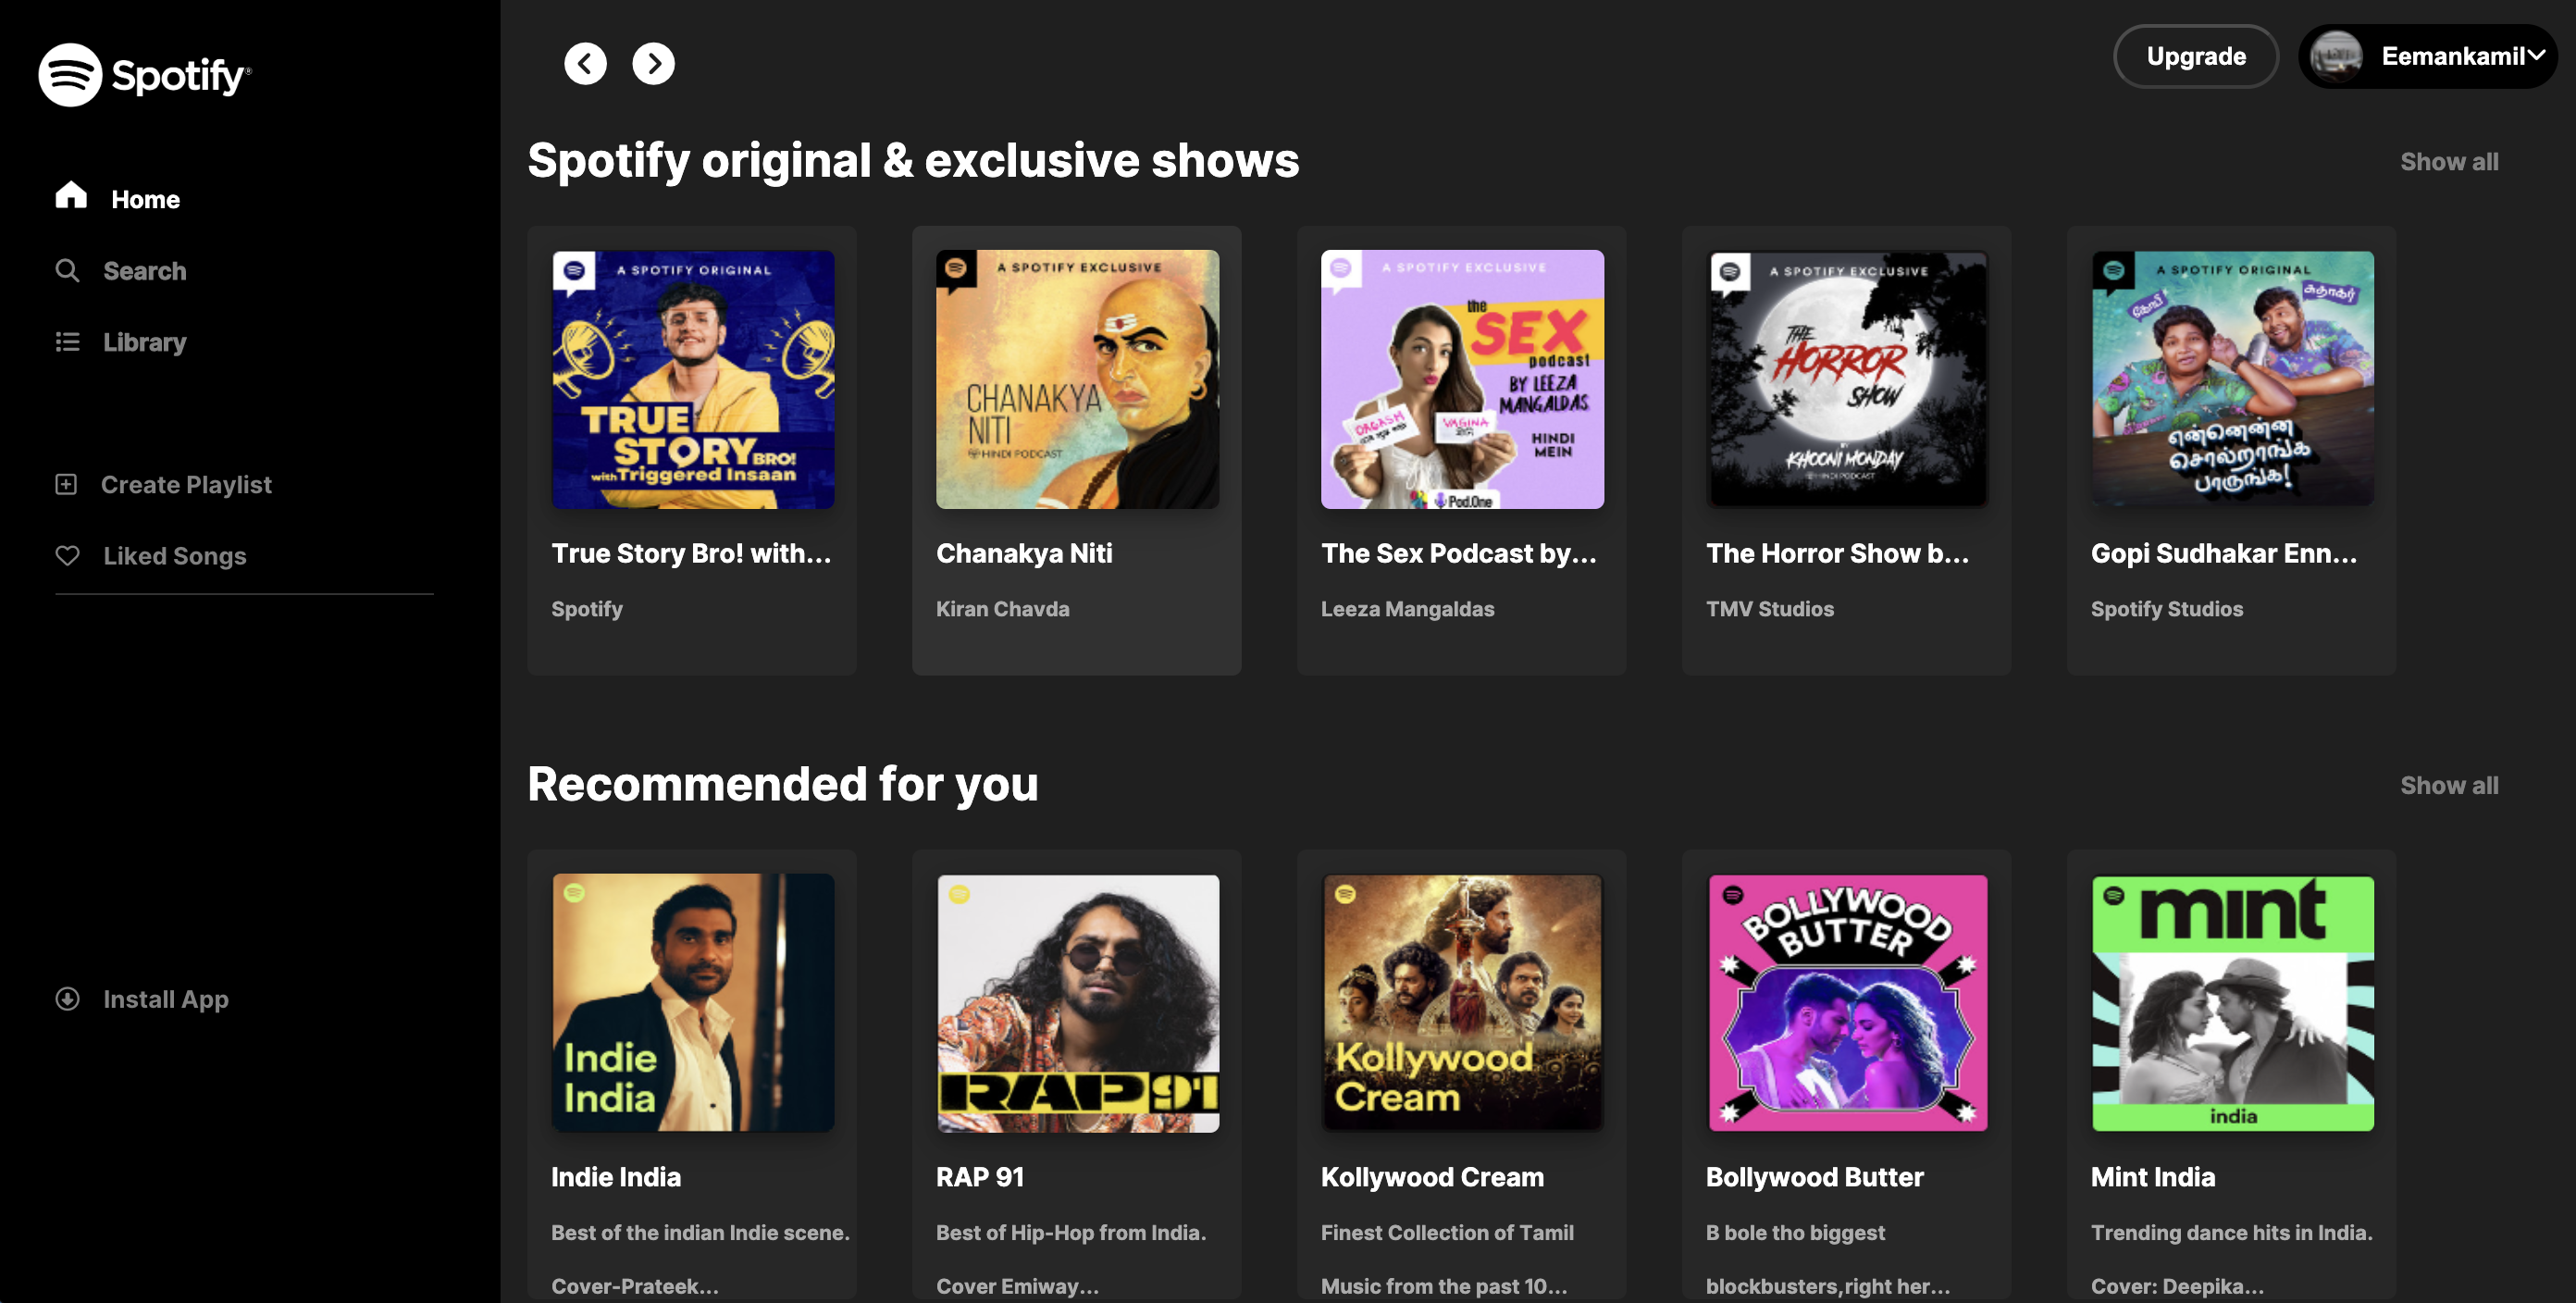 Spotify®
Home
Search
Library
Create Playlist
Liked Songs
Install App
Upgrade
Eemankamil
Spotify original & exclusive shows
Show all
A SPOTIFY ORIGINAL
TRUE
STORY BRO!
with Triggered Insaan
True Story Bro! with...
Spotify
A SPOTIFY EXCLUSIVE
CHANAKYA
NITI
HINDI PODCAST
Chanakya Niti
Kiran Chavda
A SPOTIFY EXCLUSIVE
the
SEX
podcast
BY LEEZA
MANGALDAS
ORGASM
VAGINA
HINDI
MEIN
Pod.One
The Sex Podcast by...
Leeza Mangaldas
A SPOTIFY EXCLUSIVE
THE
HORROR
SHOW
BY
KHOONI MONDAY
HINDI PODCAST
The Horror Show b...
TMV Studios
A SPOTIFY ORIGINAL
கோபி
சுதாகர்
என்னென்ன
சொல்றாங்க
பாருங்க!
Gopi Sudhakar Enn...
Spotify Studios
Recommended for you
Show all
Indie
India
Indie India
Best of the indian Indie scene.
Cover-Prateek...
RAP 91
RAP 91
Best of Hip-Hop from India.
Cover Emiway...
Kollywood
Cream
Kollywood Cream
Finest Collection of Tamil
Music from the past 10...
BOLLYWOOD
BUTTER
Bollywood Butter
B bole tho biggest
blockbusters,right her...
mint
india
Mint India
Trending dance hits in India.
Cover: Deepika...